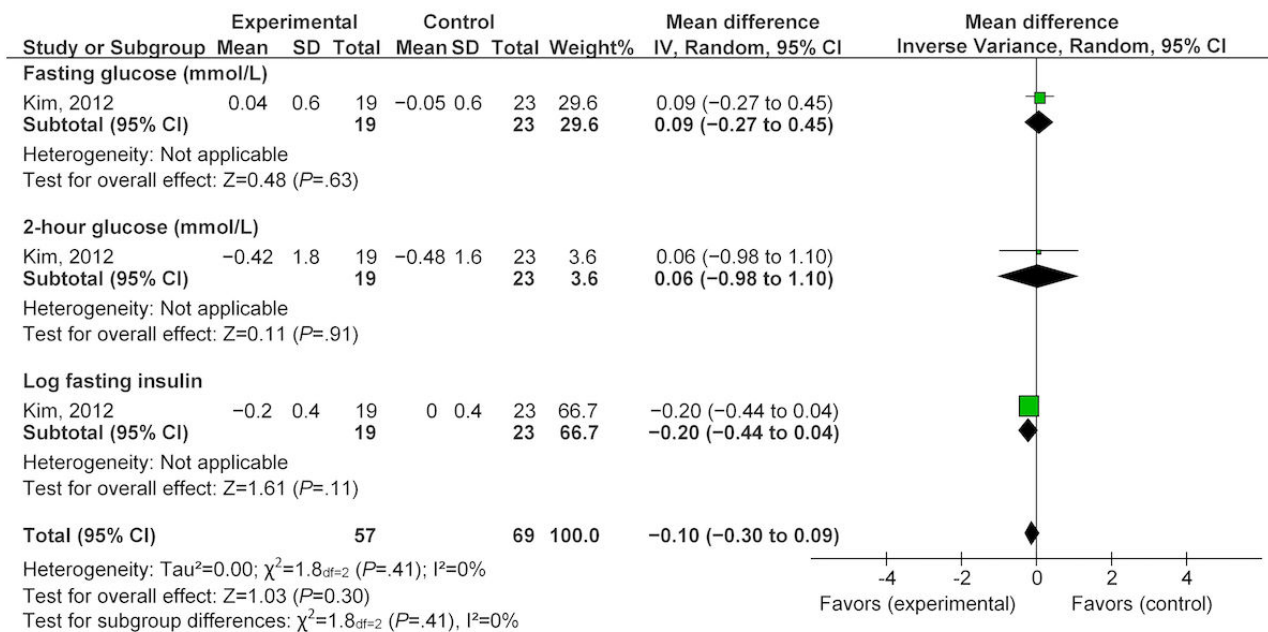 Experimental Control Mean difference Mean difference
Study or Subgroup Mean SD Total Mean SD Total Weight% IV, Random, 95% CI Inverse Variance, Random, 95% CI
Fasting glucose (mmol/L)
Kim, 2012 0.04 0.6 19 −0.05 0.6 23 29.6 0.09 (−0.27 to 0.45)
Subtotal (95% CI) 19 23 29.6 0.09 (−0.27 to 0.45)
Heterogeneity: Not applicable
Test for overall effect: Z=0.48 (P=.63)
2-hour glucose (mmol/L)
Kim, 2012 −0.42 1.8 19 −0.48 1.6 23 3.6 0.06 (−0.98 to 1.10)
Subtotal (95% CI) 19 23 3.6 0.06 (−0.98 to 1.10)
Heterogeneity: Not applicable
Test for overall effect: Z=0.11 (P=.91)
Log fasting insulin
Kim, 2012 −0.2 0.4 19 0 0.4 23 66.7 −0.20 (−0.44 to 0.04)
Subtotal (95% CI) 19 23 66.7 −0.20 (−0.44 to 0.04)
Heterogeneity: Not applicable
Test for overall effect: Z=1.61 (P=.11)
Total (95% CI) 57 69 100.0 −0.10 (−0.30 to 0.09)
Heterogeneity: Tau²=0.00; χ²=1.8df=2 (P=.41); I²=0%
Test for overall effect: Z=1.03 (P=0.30)
Test for subgroup differences: χ²=1.8df=2 (P=.41), I²=0%
-4 -2 0 2 4
Favors (experimental) Favors (control)